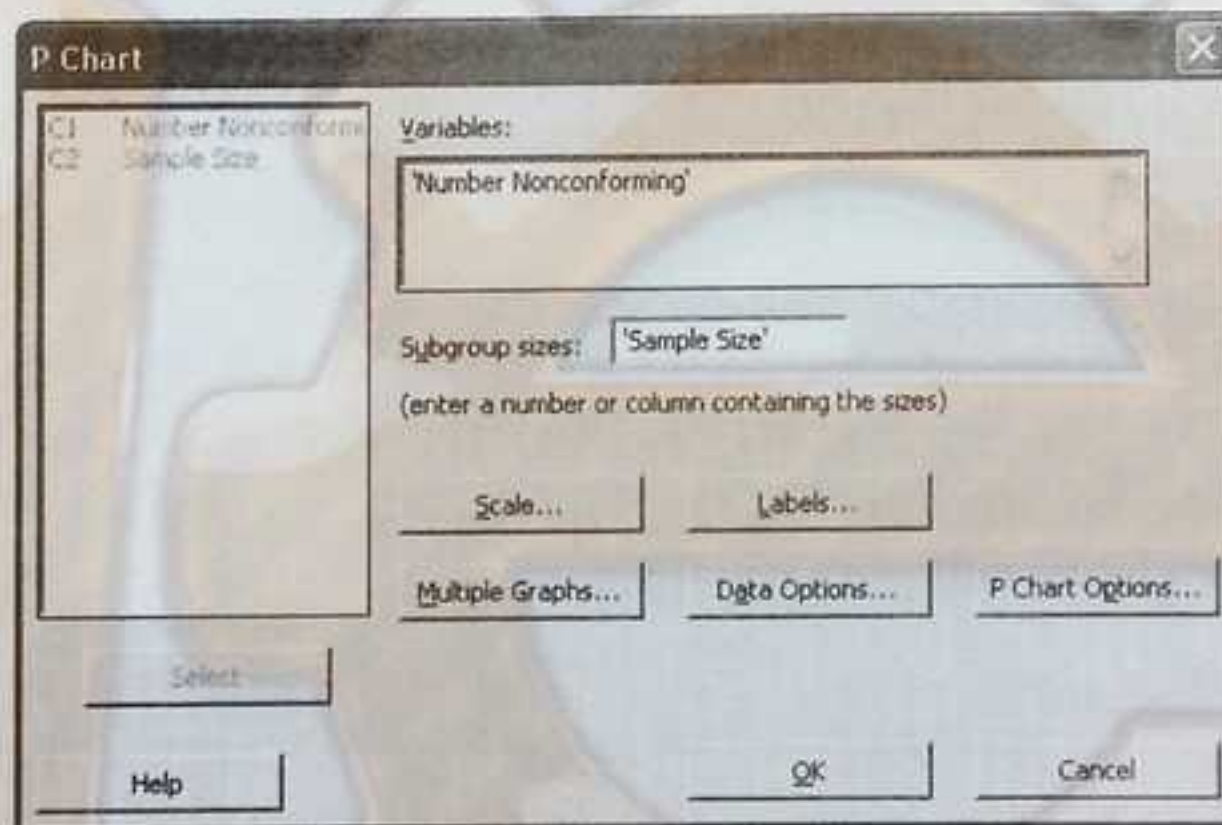 P Chart
C1 Number Nonconformi
C2 Sample Size
Variables:
'Number Nonconforming'
Subgroup sizes: 'Sample Size'
(enter a number or column containing the sizes)
Scale... Labels...
Multiple Graphs... Data Options... P Chart Options...
Select
Help OK Cancel